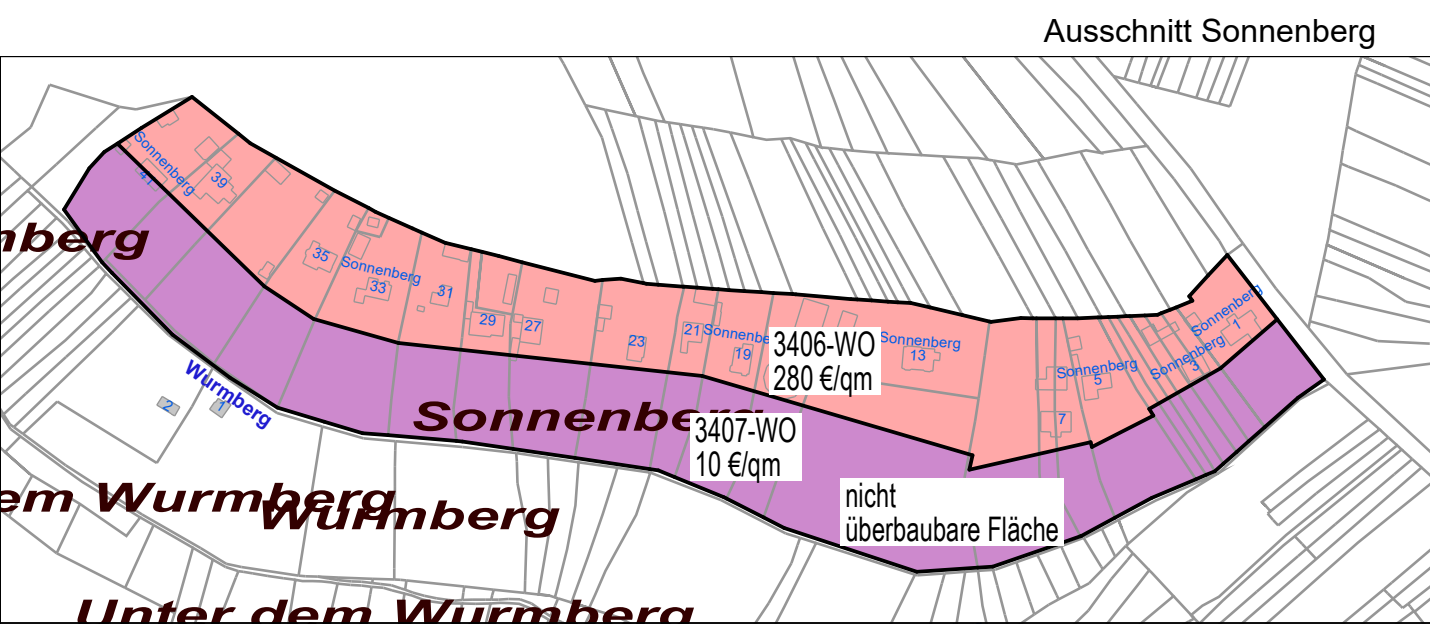 Ausschnitt Sonnenberg
Sonnenberg
41
39
nberg
35
Sonnenberg
33
31
29
27
23
21
Sonnenbe
19
3406-WO
280 €/qm
Sonnenberg
13
Sonnenberg
1
Sonnenberg
3
Sonnenberg
5
7
Wurmberg
2
1
Sonnenberg
3407-WO
10 €/qm
nicht
überbaubare Fläche
em Wurmberg
Wurmberg
Unter dem Wurmberg